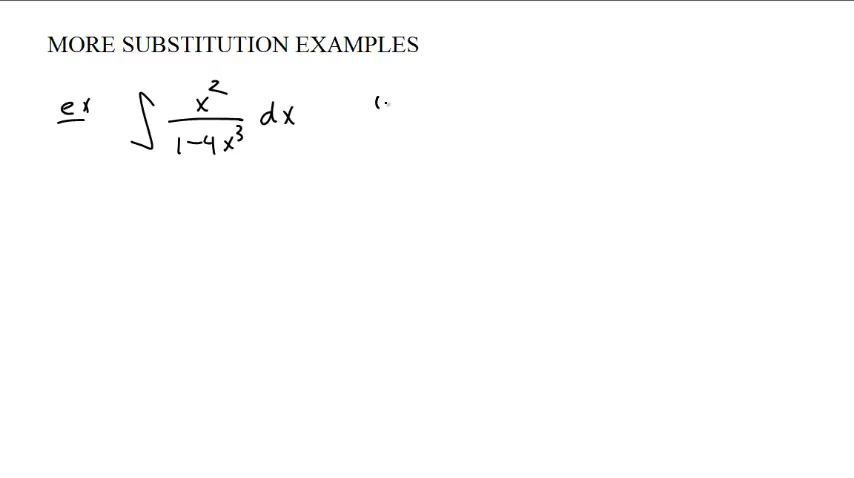 MORE SUBSTITUTION EXAMPLES
ex ∫ x² / (1-4x³) dx